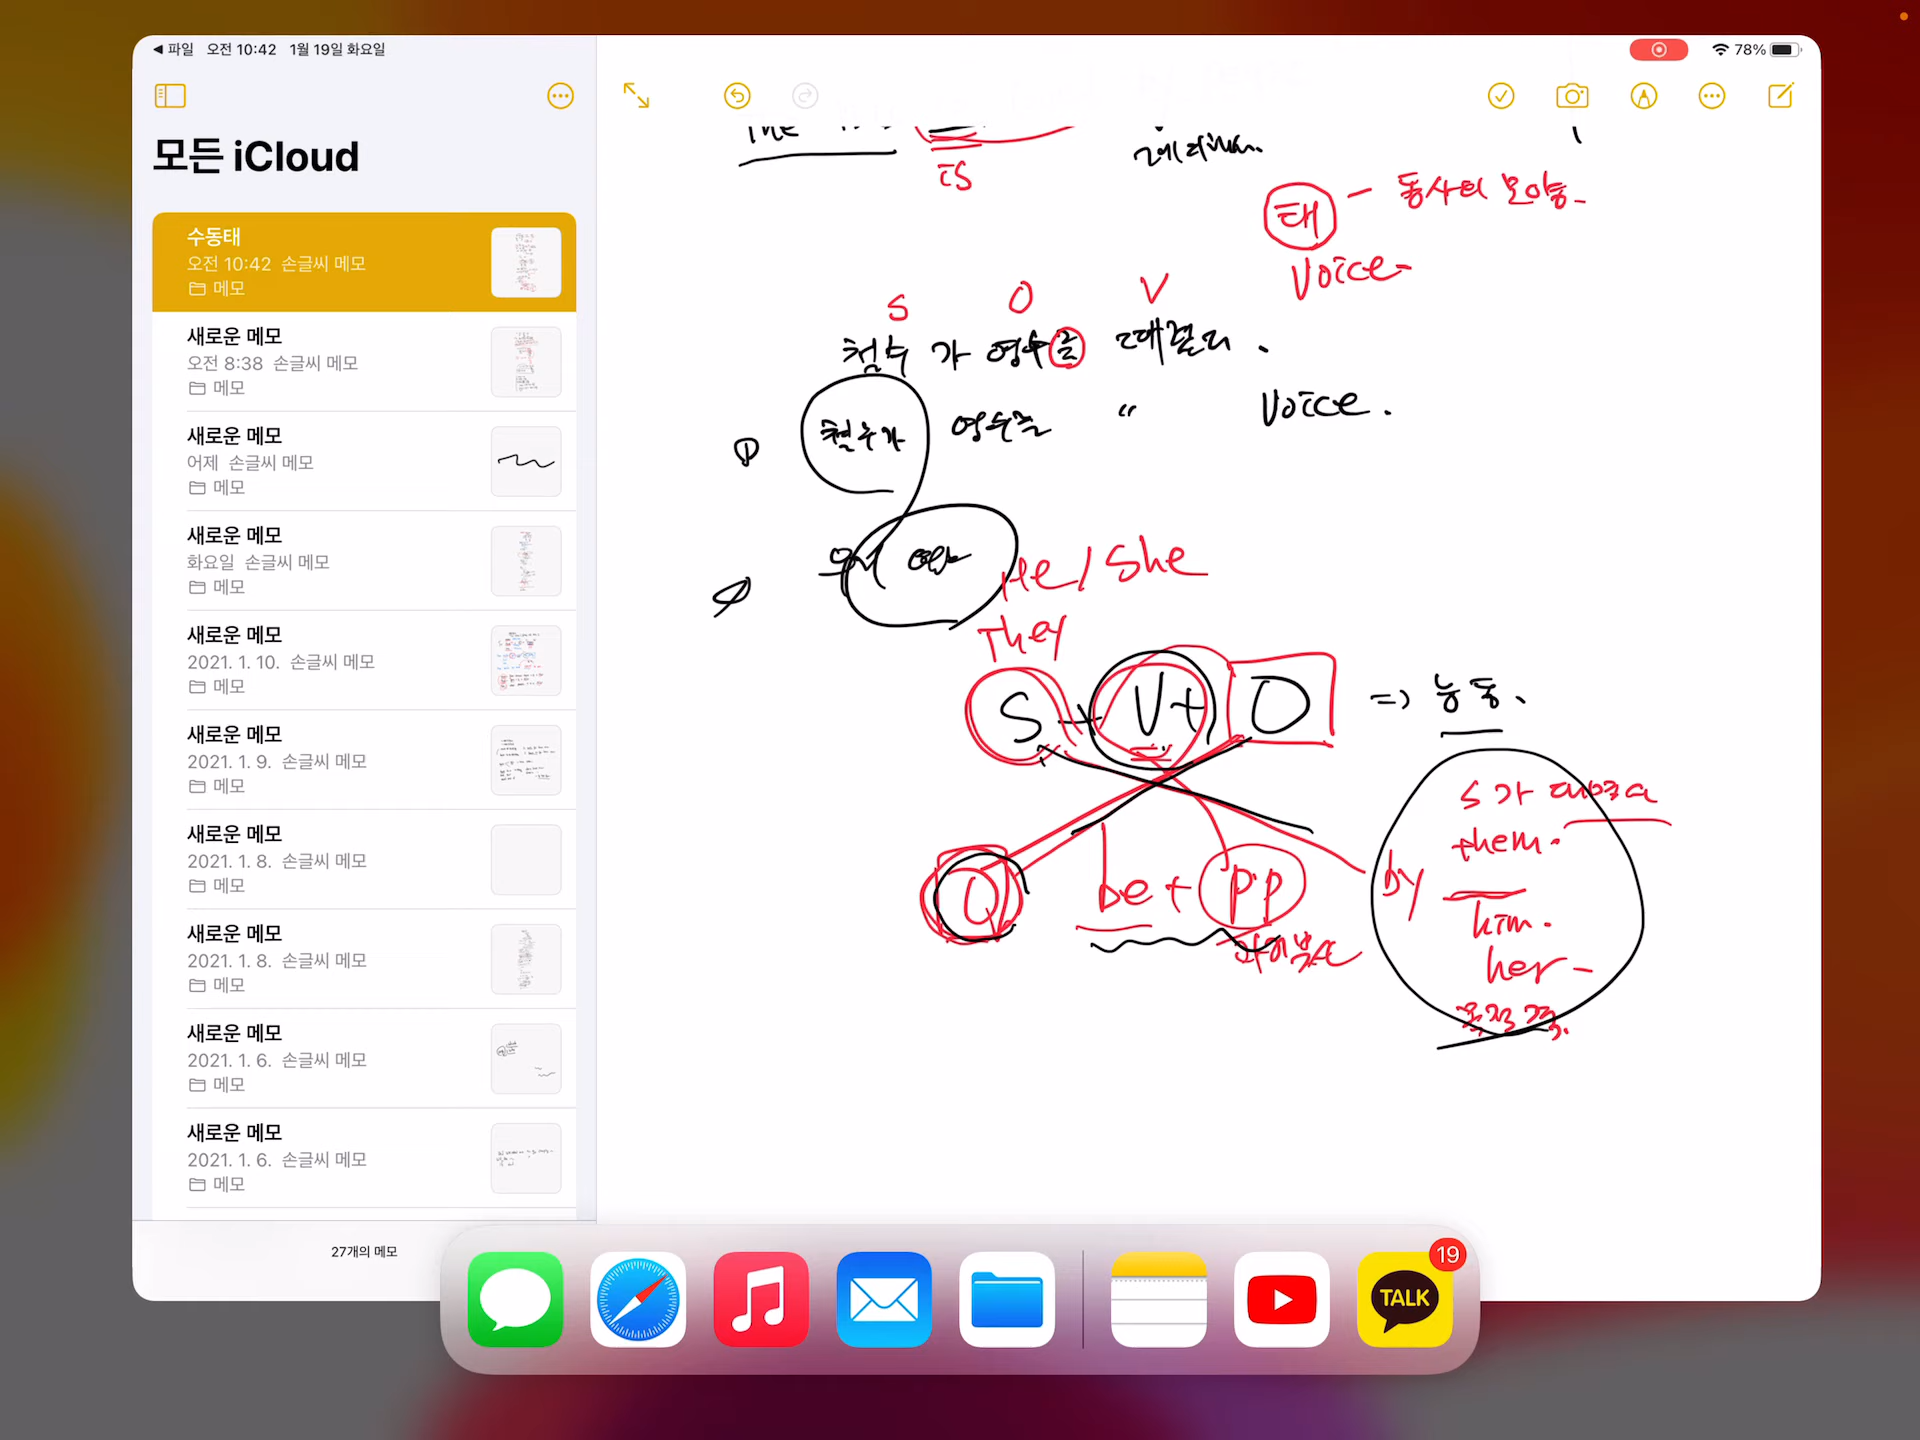 ◀ 파일 오전 10:42 1월 19일 화요일
78%
모든 iCloud
수동태
오전 10:42 손글씨 메모
메모
새로운 메모
오전 8:38 손글씨 메모
메모
새로운 메모
어제 손글씨 메모
메모
새로운 메모
화요일 손글씨 메모
메모
새로운 메모
2021. 1. 10. 손글씨 메모
메모
새로운 메모
2021. 1. 9. 손글씨 메모
메모
새로운 메모
2021. 1. 8. 손글씨 메모
메모
새로운 메모
2021. 1. 8. 손글씨 메모
메모
새로운 메모
2021. 1. 6. 손글씨 메모
메모
새로운 메모
2021. 1. 6. 손글씨 메모
메모
27개의 메모
The
is
태 - 동사의 모양
Voice
S O V
철수가 영수를 때렸다.
① 철수가 영수를 " Voice.
②
He / She
They
S + V + O => 능동.
S가
them.
be + pp by
him.
her
목적격.
TALK
19